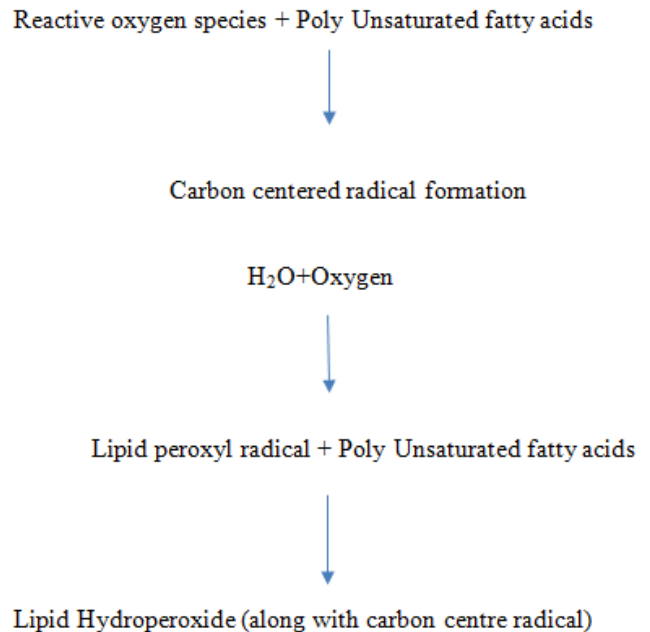 Reactive oxygen species + Poly Unsaturated fatty acids
Carbon centered radical formation
H₂O+Oxygen
Lipid peroxyl radical + Poly Unsaturated fatty acids
Lipid Hydroperoxide (along with carbon centre radical)